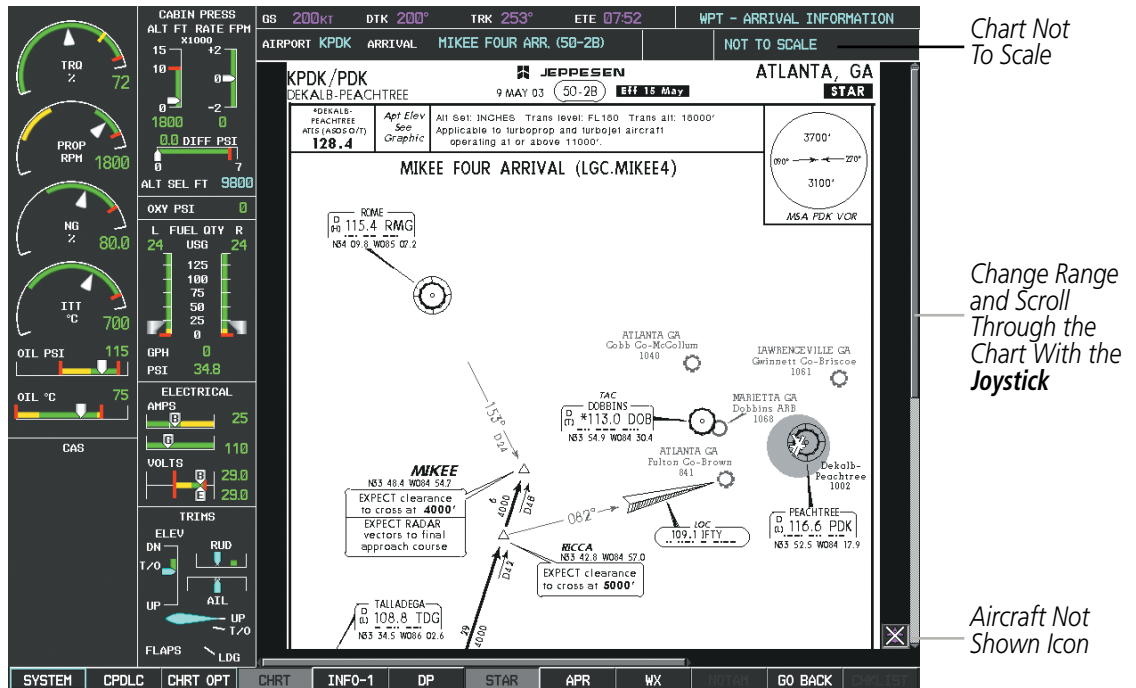 GS 200KT DTK 200° TRK 253° ETE 07:52 WPT - ARRIVAL INFORMATION
AIRPORT KPDK ARRIVAL MIKEE FOUR ARR. (50-2B) NOT TO SCALE
Chart Not
To Scale
TRQ
%
72
PROP
RPM
1800
NG
%
80.0
ITT
°C
700
OIL PSI 115
OIL °C 75
CAS
CABIN PRESS
ALT FT RATE FPM
X1000
15 +2
10 0
0 -2
1800 0
0.0 DIFF PSI
0 7
ALT SEL FT 9800
OXY PSI 0
L FUEL QTY R
24 USG 24
125
100
75
50
25
0
GPH 0
PSI 34.8
ELECTRICAL
AMPS
B 25
G 110
VOLTS
B 29.0
E 29.0
TRIMS
ELEV
DN RUD
T/O
UP AIL
UP
T/O
FLAPS LDG
KPDK/PDK
DEKALB-PEACHTREE
JEPPESEN
9 MAY 03 50-2B Eff 15 May
ATLANTA, GA
STAR
*DEKALB-
PEACHTREE
ATIS (ASOS O/T)
128.4
Apt Elev
See
Graphic
Alt Set: INCHES Trans level: FL180 Trans alt: 18000'
Applicable to turboprop and turbojet aircraft
operating at or above 11000'.
3700'
090° 270°
3100'
MSA PDK VOR
MIKEE FOUR ARRIVAL (LGC.MIKEE4)
ROME
D
(H) 115.4 RMG
N34 09.8 W085 07.2
ATLANTA GA
Cobb Co-McCollum
1040
LAWRENCEVILLE GA
Gwinnett Co-Briscoe
1061
TAC
DOBBINS
D
(L) *113.0 DOB
N33 54.9 W084 30.4
MARIETTA GA
Dobbins ARB
1068
153°
D24
ATLANTA GA
Fulton Co-Brown
841
Dekalb-
Peachtree
1002
MIKEE
N33 48.4 W084 54.7
EXPECT clearance
to cross at 4000'
EXPECT RADAR
vectors to final
approach course
6
4000
D48
082°
LOC
109.1 IFTY
PEACHTREE
D
(L) 116.6 PDK
N33 52.5 W084 17.9
RICCA
N33 42.8 W084 57.0
EXPECT clearance
to cross at 5000'
D42
TALLADEGA
D
(L) 108.8 TDG
N33 34.5 W086 02.6
29
4000
Change Range
and Scroll
Through the
Chart With the
Joystick
Aircraft Not
Shown Icon
SYSTEM CPDLC CHRT OPT CHRT INFO-1 DP STAR APR WX NOTAM GO BACK CHKLIST